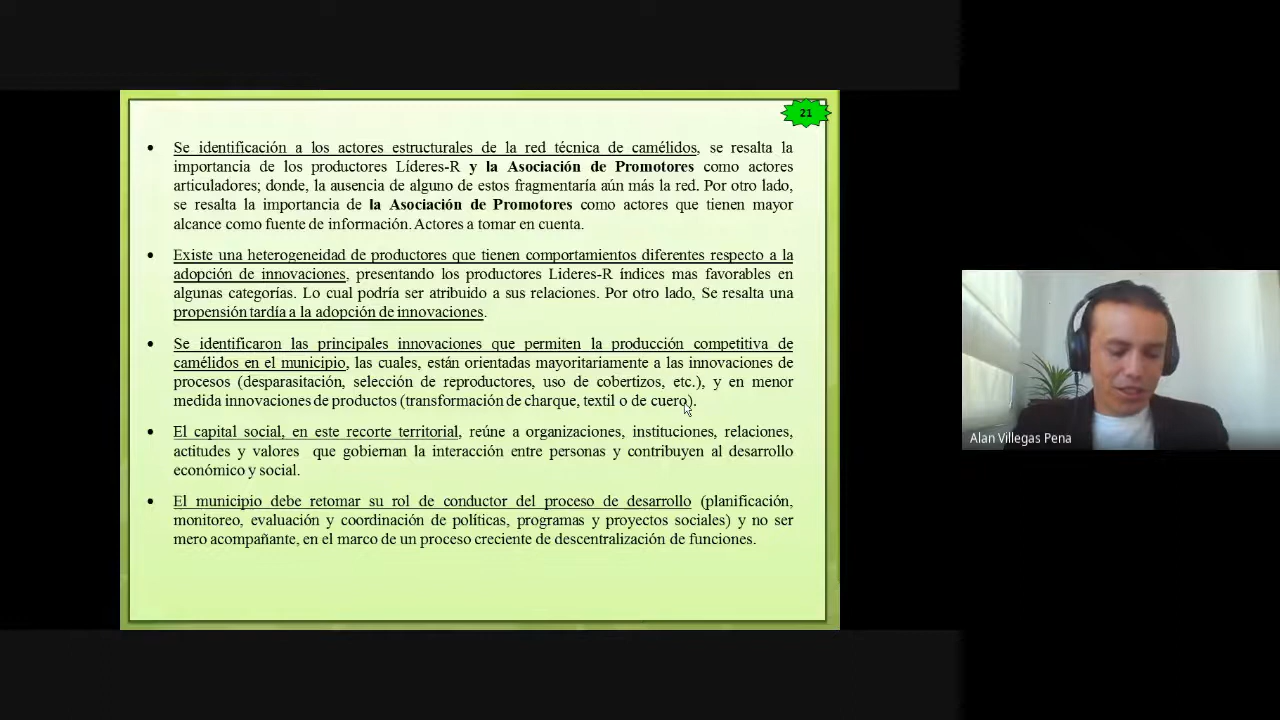 21
Se identificación a los actores estructurales de la red técnica de camélidos, se resalta la
importancia de los productores Líderes-R y la Asociación de Promotores como actores
articuladores; donde, la ausencia de alguno de estos fragmentaría aún más la red. Por otro lado,
se resalta la importancia de la Asociación de Promotores como actores que tienen mayor
alcance como fuente de información. Actores a tomar en cuenta.
Existe una heterogeneidad de productores que tienen comportamientos diferentes respecto a la
adopción de innovaciones, presentando los productores Lideres-R índices mas favorables en
algunas categorías. Lo cual podría ser atribuido a sus relaciones. Por otro lado, Se resalta una
propensión tardía a la adopción de innovaciones.
Se identificaron las principales innovaciones que permiten la producción competitiva de
camélidos en el municipio, las cuales, están orientadas mayoritariamente a las innovaciones de
procesos (desparasitación, selección de reproductores, uso de cobertizos, etc.), y en menor
medida innovaciones de productos (transformación de charque, textil o de cuero).
El capital social, en este recorte territorial, reúne a organizaciones, instituciones, relaciones,
actitudes y valores que gobiernan la interacción entre personas y contribuyen al desarrollo
económico y social.
El municipio debe retomar su rol de conductor del proceso de desarrollo (planificación,
monitoreo, evaluación y coordinación de políticas, programas y proyectos sociales) y no ser
mero acompañante, en el marco de un proceso creciente de descentralización de funciones.
Alan Villegas Pena